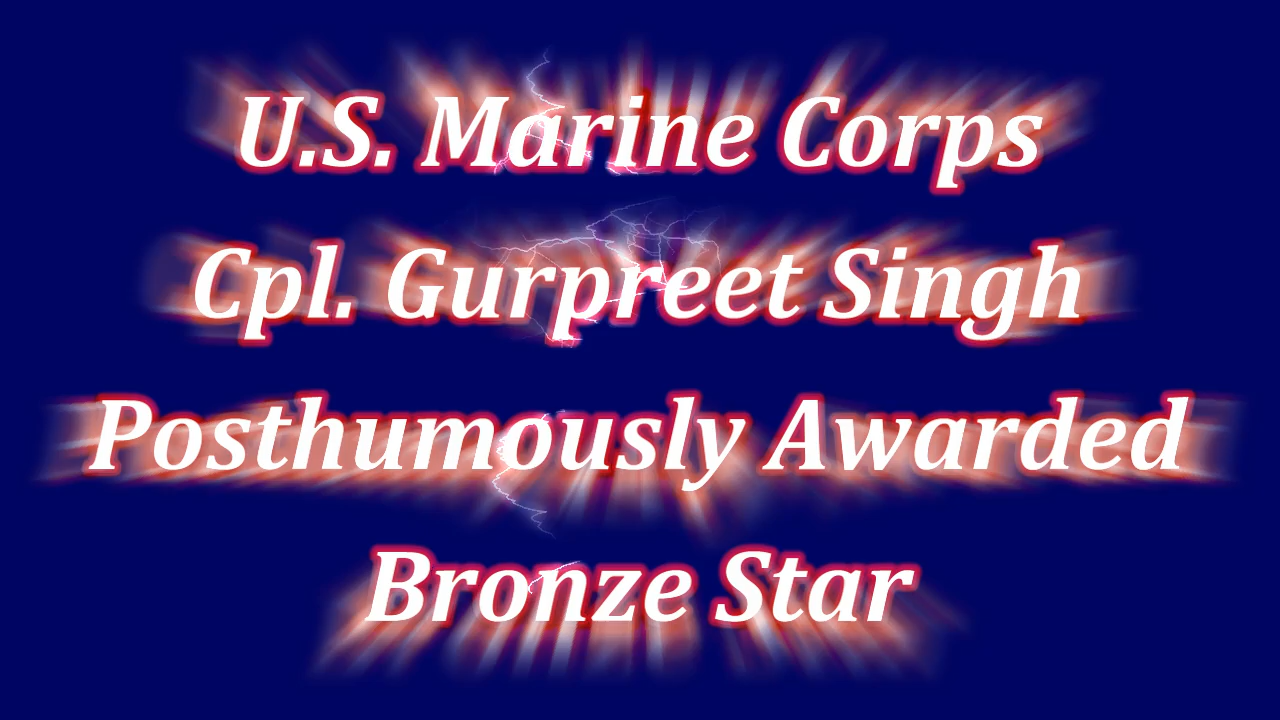 U.S. Marine Corps
Cpl. Gurpreet Singh
Posthumously Awarded
Bronze Star